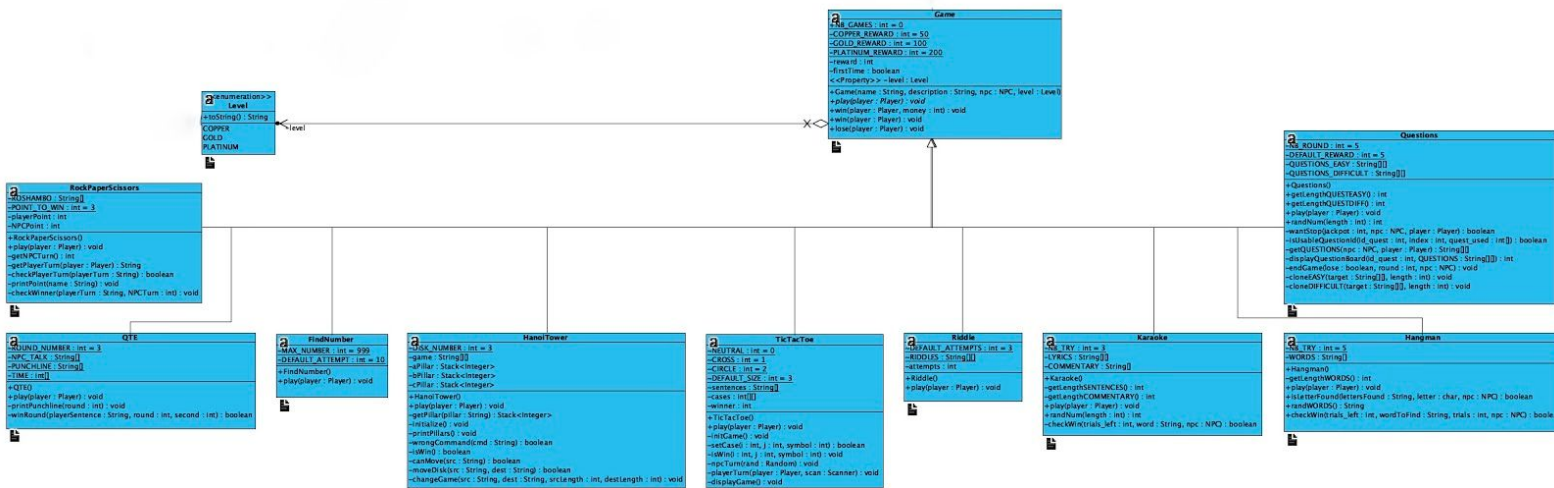 Game
+NB_GAMES : int = 0
-COPPER_REWARD : int = 50
-GOLD_REWARD : int = 100
-PLATINUM_REWARD : int = 200
-reward : int
-firstTime : boolean
<<Property>> -level : Level
+Game(name : String, description : String, npc : NPC, level : Level)
+play(player : Player) : void
+win(player : Player, money : int) : void
+win(player : Player) : void
+lose(player : Player) : void
<<enumeration>>
Level
+toString() : String
COPPER
GOLD
PLATINUM
level
Questions
-NB_ROUND : int = 5
-DEFAULT_REWARD : int = 5
-QUESTIONS_EASY : String[][]
-QUESTIONS_DIFFICULT : String[][]
+Questions()
+getLengthQUESTEASY() : int
+getLengthQUESTDIFF() : int
+play(player : Player) : void
+randNum(length : int) : int
-wantStop(jackpot : int, npc : NPC, player : Player) : boolean
-isUsableQuestionId(id_quest : int, index : int, quest_used : int[]) : boolean
-getQUESTIONS(npc : NPC, player : Player) : String[][]
-displayQuestionBoard(id_quest : int, QUESTIONS : String[][]) : int
-endGame(lose : boolean, round : int, npc : NPC) : void
-cloneEASY(target : String[][], length : int) : void
-cloneDIFFICULT(target : String[][], length : int) : void
RockPaperScissors
-ROSHAMBO : String[]
-POINT_TO_WIN : int = 3
-playerPoint : int
-NPCPoint : int
+RockPaperScissors()
+play(player : Player) : void
-getNPCTurn() : int
-getPlayerTurn(player : Player) : String
-checkPlayerTurn(playerTurn : String) : boolean
-printPoint(name : String) : void
-checkWinner(playerTurn : String, NPCTurn : int) : void
QTE
-ROUND_NUMBER : int = 3
-NPC_TALK : String[]
-PUNCHLINE : String[]
-TIME : int[]
+QTE()
+play(player : Player) : void
-printPunchline(round : int) : void
-winRound(playerSentence : String, round : int, second : int) : boolean
FindNumber
-MAX_NUMBER : int = 999
-DEFAULT_ATTEMPT : int = 10
+FindNumber()
+play(player : Player) : void
HanoiTower
-DISK_NUMBER : int = 3
-game : String[][]
-aPillar : Stack<Integer>
-bPillar : Stack<Integer>
-cPillar : Stack<Integer>
+HanoiTower()
+play(player : Player) : void
-getPillar(pillar : String) : Stack<Integer>
-initialize() : void
-printPillars() : void
-wrongCommand(cmd : String) : boolean
-isWin() : boolean
-canMove(src : String) : boolean
-moveDisk(src : String, dest : String) : boolean
-changeGame(src : String, dest : String, srcLength : int, destLength : int) : void
TicTacToe
-NEUTRAL : int = 0
-CROSS : int = 1
-CIRCLE : int = 2
-DEFAULT_SIZE : int = 3
-sentences : String[]
-cases : int[][]
-winner : int
+TicTacToe()
+play(player : Player) : void
-initGame() : void
-setCase(i : int, j : int, symbol : int) : boolean
-isWin(i : int, j : int, symbol : int) : void
-npcTurn(rand : Random) : void
-playerTurn(player : Player, scan : Scanner) : void
-displayGame() : void
Riddle
-DEFAULT_ATTEMPTS : int = 3
-RIDDLES : String[][]
-attempts : int
+Riddle()
+play(player : Player) : void
Karaoke
-NB_TRY : int = 3
-LYRICS : String[][]
-COMMENTARY : String[]
+Karaoke()
+getLengthSENTENCES() : int
+getLengthCOMMENTARY() : int
+play(player : Player) : void
+randNum(length : int) : int
-checkWin(trials_left : int, word : String, npc : NPC) : boolean
Hangman
-NB_TRY : int = 5
-WORDS : String[]
+Hangman()
-getLengthWORDS() : int
+play(player : Player) : void
+isLetterFound(lettersFound : String, letter : char, npc : NPC) : boolean
+randWORDS() : String
+checkWin(trials_left : int, wordToFind : String, trials : int, npc : NPC) : boolean